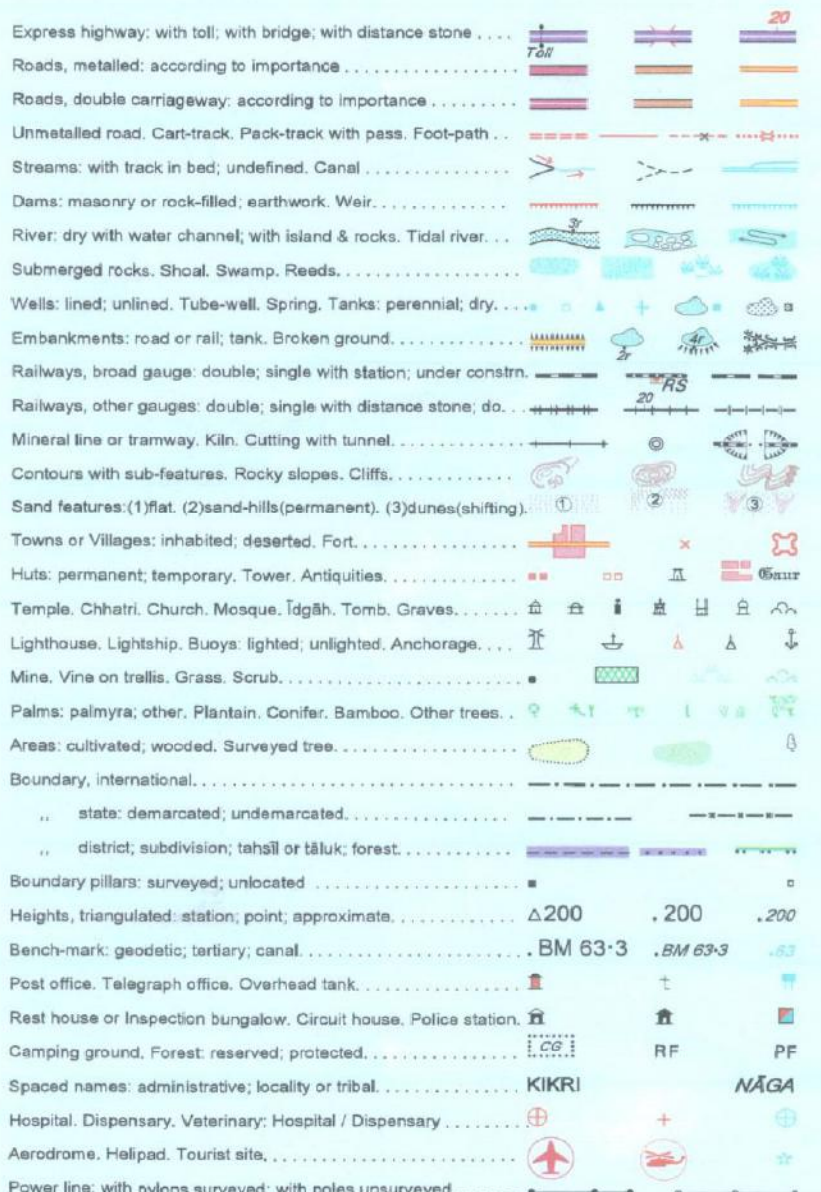 20
Express highway: with toll; with bridge; with distance stone . . . .
Toll
Roads, metalled: according to importance . . . . . . . . . . . . . . . . .
Roads, double carriageway: according to importance . . . . . . . . .
Unmetalled road. Cart-track. Pack-track with pass. Foot-path . .
Streams: with track in bed; undefined. Canal . . . . . . . . . . . . . .
Dams: masonry or rock-filled; earthwork. Weir. . . . . . . . . . . . . .
River: dry with water channel; with island & rocks. Tidal river. . . 3r
Submerged rocks. Shoal. Swamp. Reeds. . . . . . . . . . . . . . . . . .
Wells: lined; unlined. Tube-well. Spring. Tanks: perennial; dry. . . .
Embankments: road or rail; tank. Broken ground. . . . . . . . . . . . . 2r 4r
Railways, broad gauge: double; single with station; under constrn. RS
Railways, other gauges: double; single with distance stone; do. . . 20
Mineral line or tramway. Kiln. Cutting with tunnel. . . . . . . . . . . .
Contours with sub-features. Rocky slopes. Cliffs. . . . . . . . . . . . .
Sand features:(1)flat. (2)sand-hills(permanent). (3)dunes(shifting). 1 2 3
Towns or Villages: inhabited; deserted. Fort. . . . . . . . . . . . . . . .
Huts: permanent; temporary. Tower. Antiquities. . . . . . . . . . . . . Gaur
Temple. Chhatri. Church. Mosque. Īdgāh. Tomb. Graves. . . . . . .
Lighthouse. Lightship. Buoys: lighted; unlighted. Anchorage. . . .
Mine. Vine on trellis. Grass. Scrub. . . . . . . . . . . . . . . . . . . . . .
Palms: palmyra; other. Plantain. Conifer. Bamboo. Other trees. .
Areas: cultivated; wooded. Surveyed tree. . . . . . . . . . . . . . . . . .
Boundary, international. . . . . . . . . . . . . . . . . . . . . . . . . . . . . .
,, state: demarcated; undemarcated. . . . . . . . . . . . . . . . . .
,, district; subdivision; tahsīl or tāluk; forest. . . . . . . . . . . .
Boundary pillars: surveyed; unlocated . . . . . . . . . . . . . . . . . . . .
Heights, triangulated: station; point; approximate. . . . . . . . . . . . △200 .200 .200
Bench-mark: geodetic; tertiary; canal. . . . . . . . . . . . . . . . . . . . . .BM 63·3 .BM 63·3 .63
Post office. Telegraph office. Overhead tank. . . . . . . . . . . . . . . .
Rest house or Inspection bungalow. Circuit house. Police station.
Camping ground. Forest: reserved; protected. . . . . . . . . . . . . . . CG RF PF
Spaced names: administrative; locality or tribal. . . . . . . . . . . . . KIKRI NĀGA
Hospital. Dispensary. Veterinary: Hospital / Dispensary . . . . . . .
Aerodrome. Helipad. Tourist site. . . . . . . . . . . . . . . . . . . . . . . .
Power line: with pylons surveyed; with poles unsurveyed . . . . . .